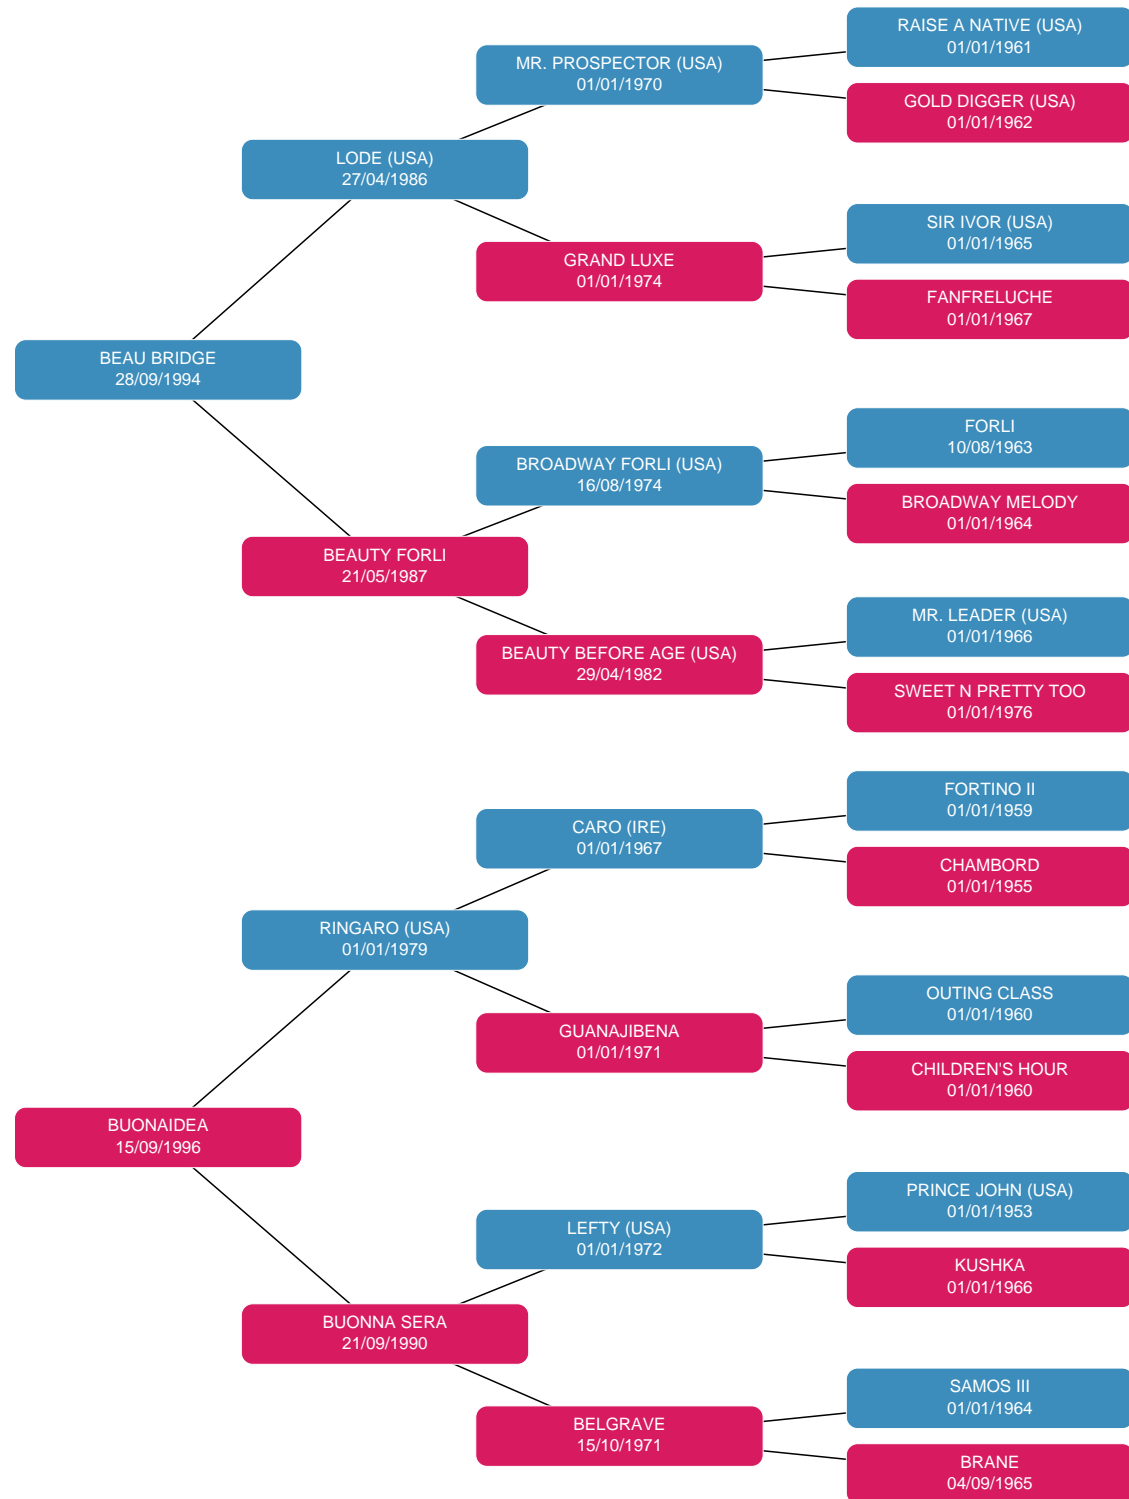 RAISE A NATIVE (USA)
01/01/1961
MR. PROSPECTOR (USA)
01/01/1970
GOLD DIGGER (USA)
01/01/1962
LODE (USA)
27/04/1986
SIR IVOR (USA)
01/01/1965
GRAND LUXE
01/01/1974
FANFRELUCHE
01/01/1967
BEAU BRIDGE
28/09/1994
FORLI
10/08/1963
BROADWAY FORLI (USA)
16/08/1974
BROADWAY MELODY
01/01/1964
BEAUTY FORLI
21/05/1987
MR. LEADER (USA)
01/01/1966
BEAUTY BEFORE AGE (USA)
29/04/1982
SWEET N PRETTY TOO
01/01/1976
FORTINO II
01/01/1959
CARO (IRE)
01/01/1967
CHAMBORD
01/01/1955
RINGARO (USA)
01/01/1979
OUTING CLASS
01/01/1960
GUANAJIBENA
01/01/1971
CHILDREN'S HOUR
01/01/1960
BUONAIDEA
15/09/1996
PRINCE JOHN (USA)
01/01/1953
LEFTY (USA)
01/01/1972
KUSHKA
01/01/1966
BUONNA SERA
21/09/1990
SAMOS III
01/01/1964
BELGRAVE
15/10/1971
BRANE
04/09/1965